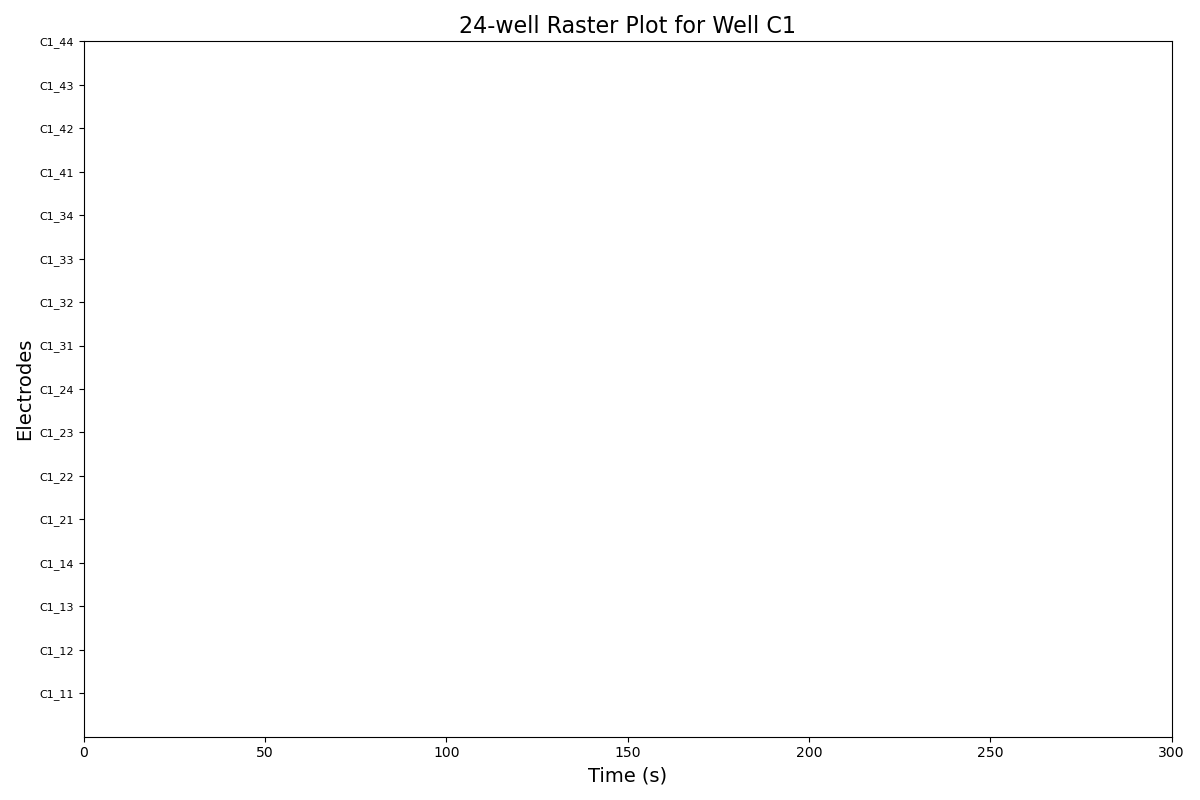 24-well Raster Plot for Well C1
C1_44
C1_43
C1_42
C1_41
C1_34
C1_33
C1_32
C1_31
C1_24
C1_23
C1_22
C1_21
C1_14
C1_13
C1_12
C1_11
Electrodes
0 50 100 150 200 250 300
Time (s)